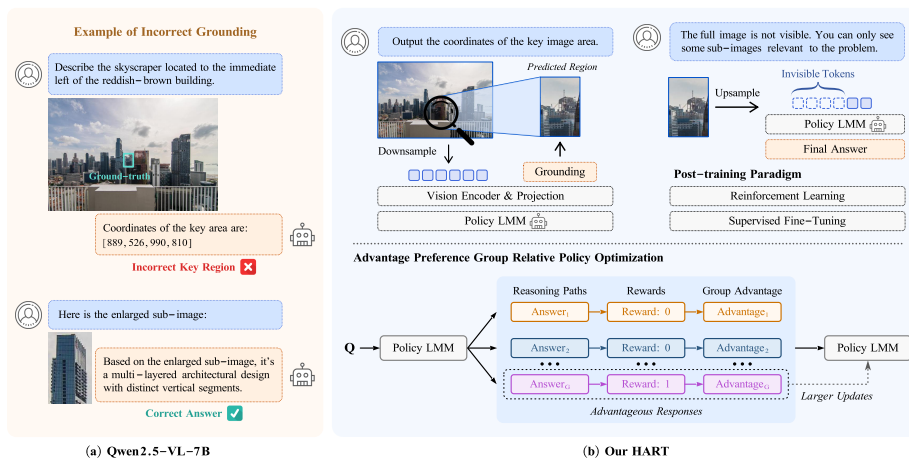 Example of Incorrect Grounding
Describe the skyscraper located to the immediate
left of the reddish-brown building.
Ground-truth
Coordinates of the key area are:
[889, 526, 990, 810]
Incorrect Key Region
Here is the enlarged sub-image:
Based on the enlarged sub-image, it's
a multi-layered architectural design
with distinct vertical segments.
Correct Answer
(a) Qwen2.5-VL-7B
Output the coordinates of the key image area.
Predicted Region
Downsample
Grounding
Vision Encoder & Projection
Policy LMM
The full image is not visible. You can only see
some sub-images relevant to the problem.
Invisible Tokens
Upsample
Policy LMM
Final Answer
Post-training Paradigm
Reinforcement Learning
Supervised Fine-Tuning
Advantage Preference Group Relative Policy Optimization
Reasoning Paths Rewards Group Advantage
Answer₁ Reward: 0 Advantage₁
Q Policy LMM Answer₂ Reward: 0 Advantage₂ Policy LMM
AnswerG Reward: 1 AdvantageG
Larger Updates
Advantageous Responses
(b) Our HART